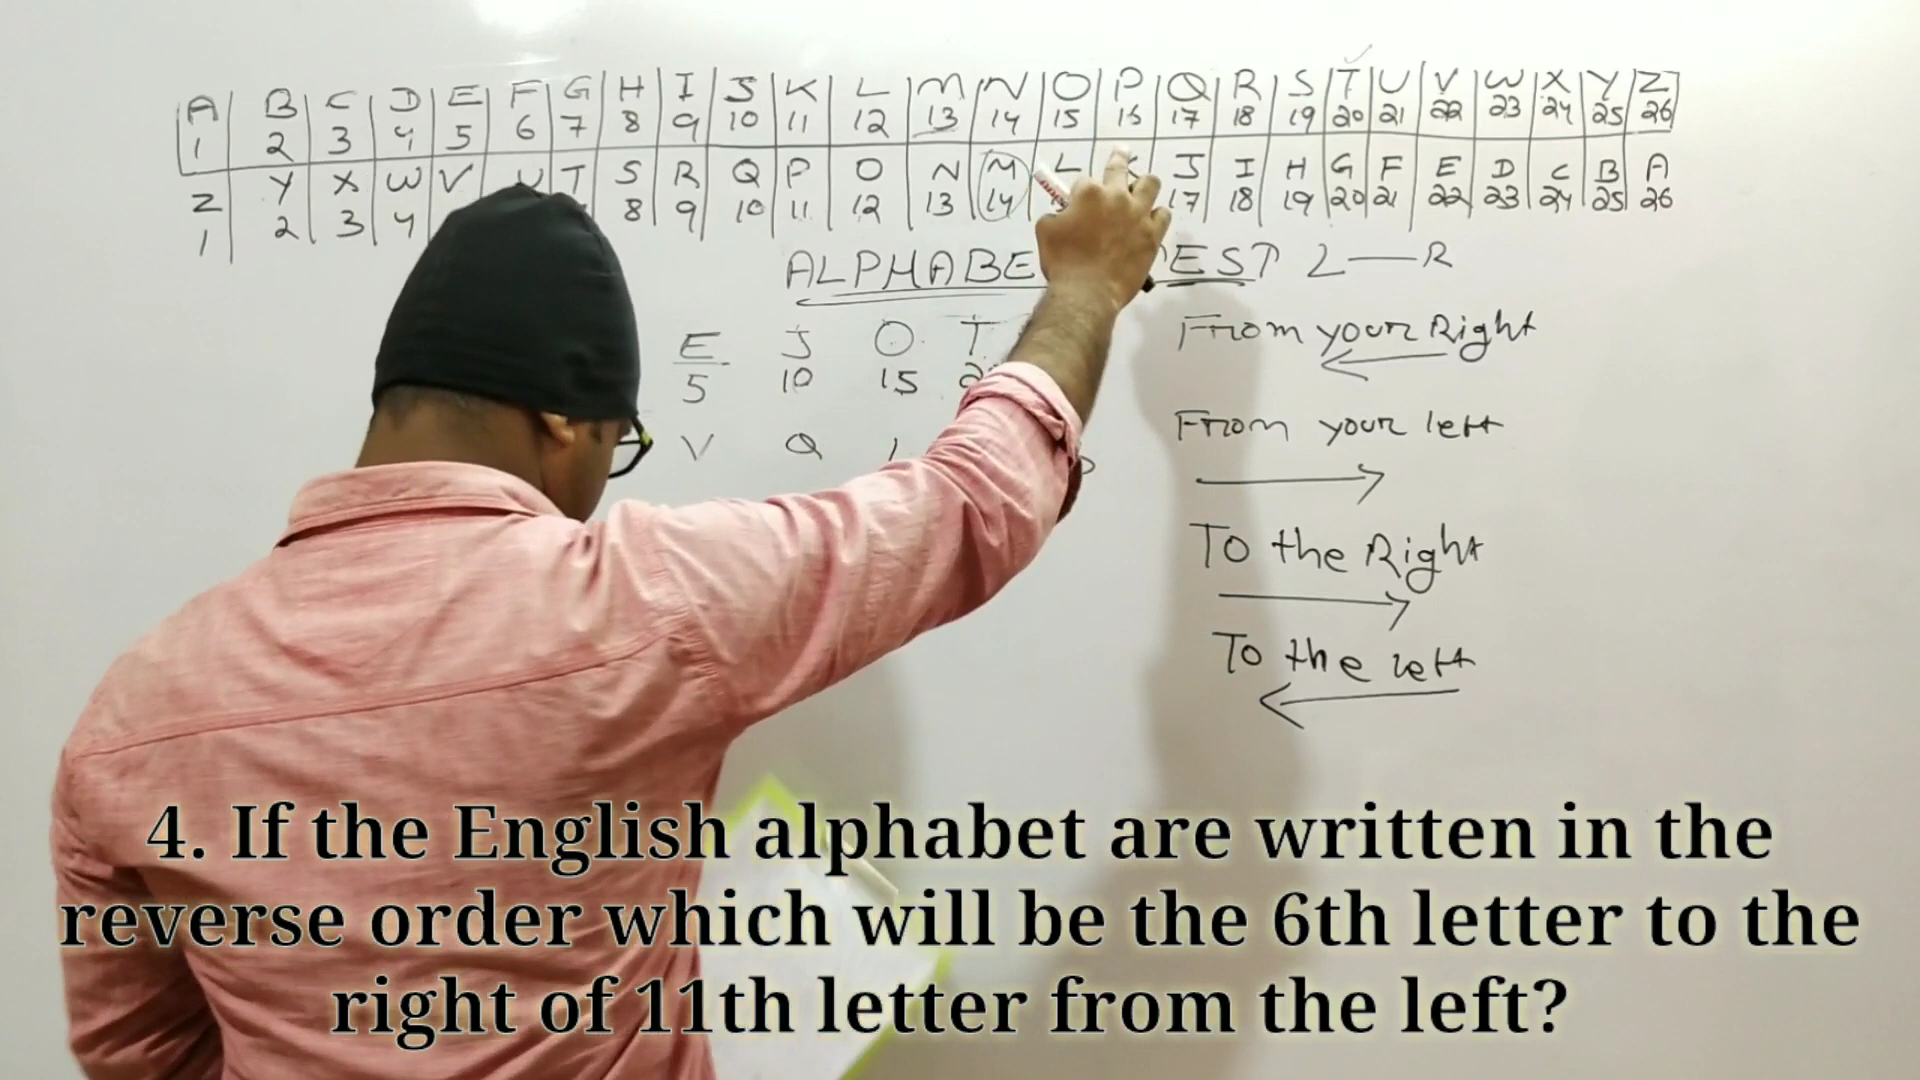 A B C D E F G H I J K L M N O P Q R S T U V W X Y Z
1 2 3 4 5 6 7 8 9 10 11 12 13 14 15 16 17 18 19 20 21 22 23 24 25 26
Z Y X W V U T S R Q P O N M L K J I H G F E D C B A
1 2 3 4 8 9 10 11 12 13 14 17 18 19 20 21 22 23 24 25 26
L — R
E J O T
5 10 15
V Q
From your Right
From your left
To the Right
To the left
4. If the English alphabet are written in the
reverse order which will be the 6th letter to the
right of 11th letter from the left?